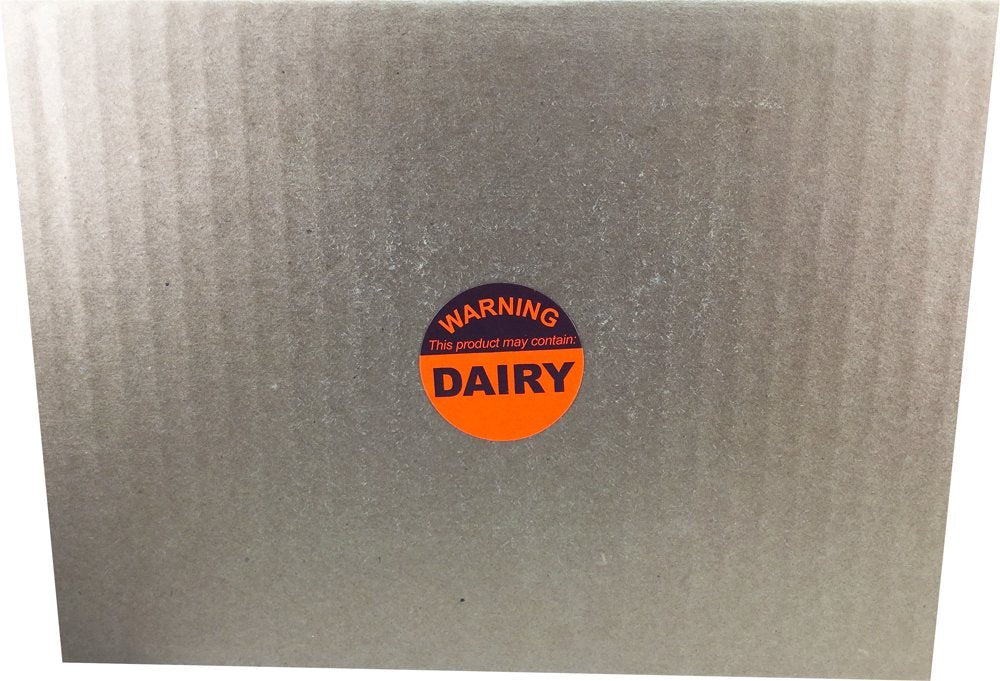 WARNING
This product may contain:
DAIRY